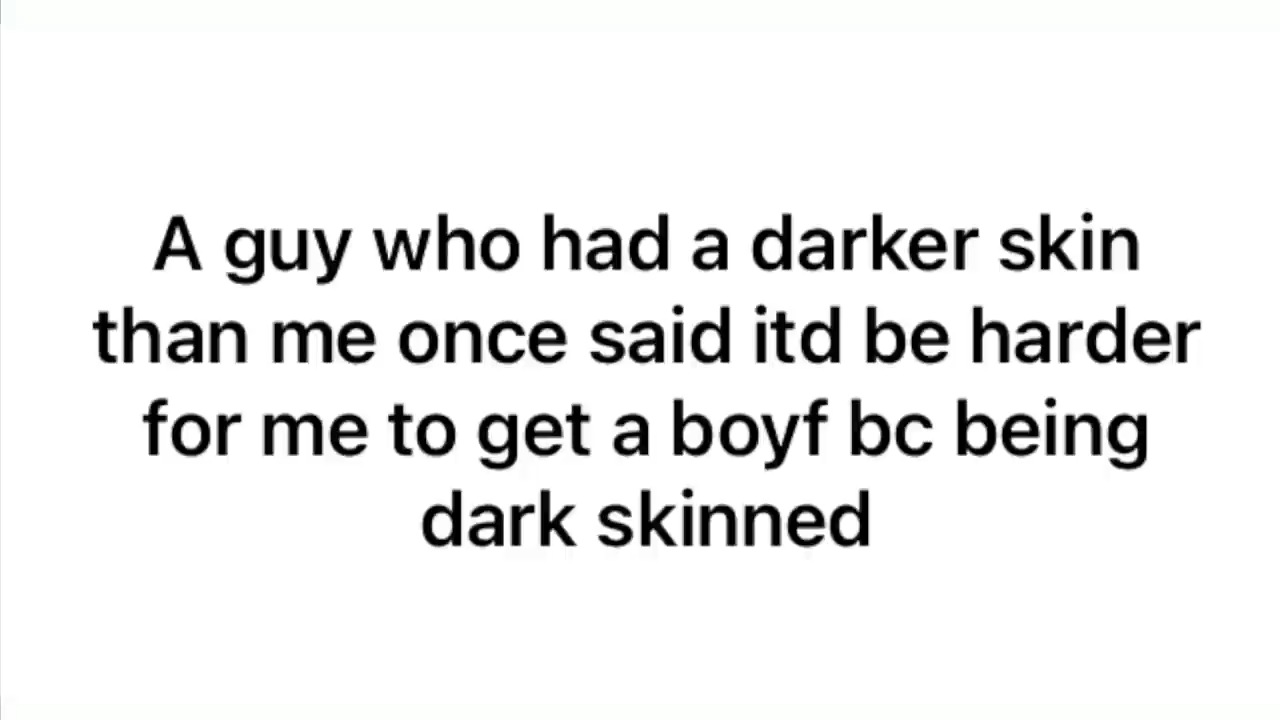 A guy who had a darker skin
than me once said itd be harder
for me to get a boyf bc being
dark skinned